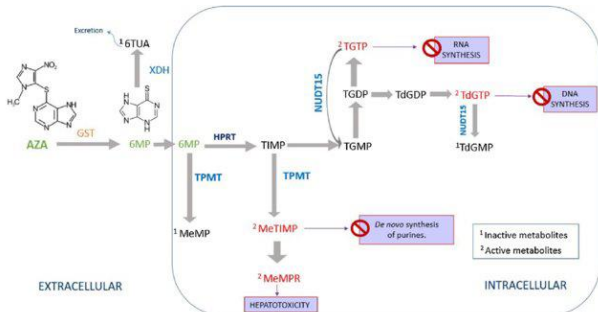 Excretion
¹ 6TUA
XDH
NO₂
N
N
H₃C
S
N
N
H
N
N
S
N
N
H
N
N
H
AZA
GST
6MP
6MP
HPRT
TIMP
TGMP
TPMT
TPMT
¹ MeMP
² MeTIMP
² MeMPR
HEPATOTOXICITY
De novo synthesis
of purines.
NUDT15
² TGTP
RNA
SYNTHESIS
TGDP
TdGDP
² TdGTP
DNA
SYNTHESIS
NUDT15
¹TdGMP
¹ Inactive metabolites
² Active metabolites
EXTRACELLULAR
INTRACELLULAR